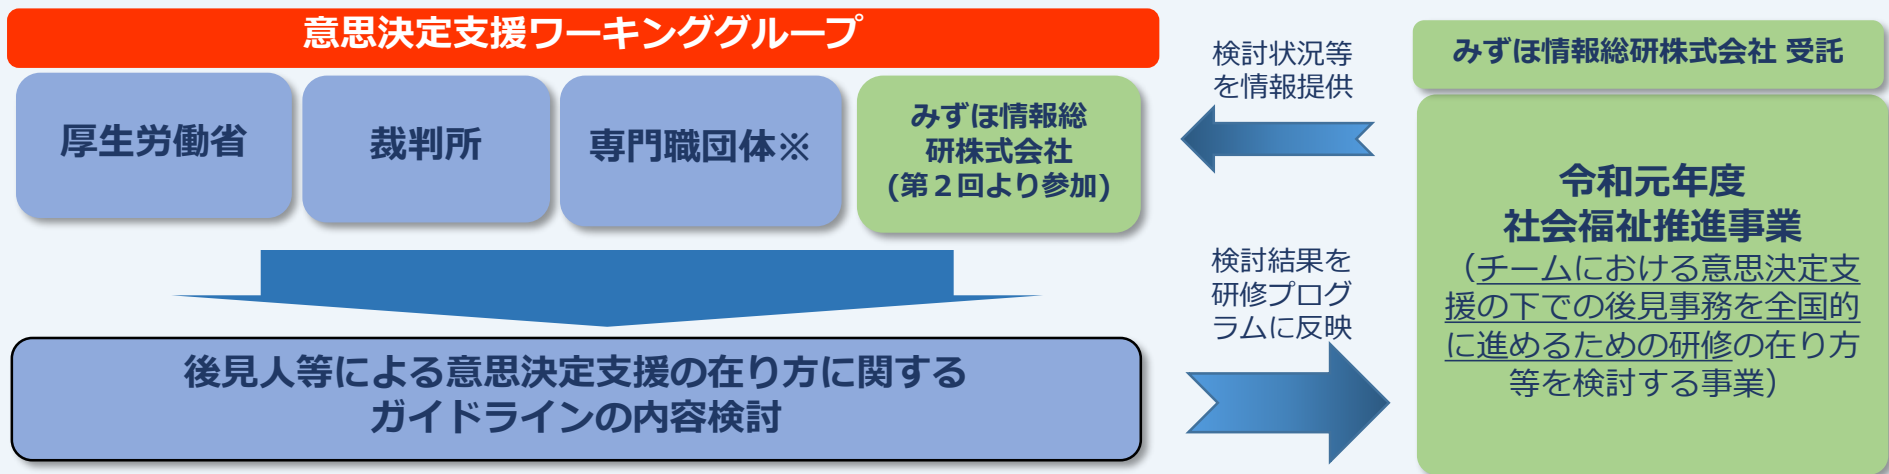 意思決定支援ワーキンググループ
厚生労働省
裁判所
専門職団体※
みずほ情報総
研株式会社
(第２回より参加)
後見人等による意思決定支援の在り方に関する
ガイドラインの内容検討
検討状況等
を情報提供
検討結果を
研修プログ
ラムに反映
みずほ情報総研株式会社 受託
令和元年度
社会福祉推進事業
（チームにおける意思決定支
援の下での後見事務を全国的
に進めるための研修の在り方
等を検討する事業）